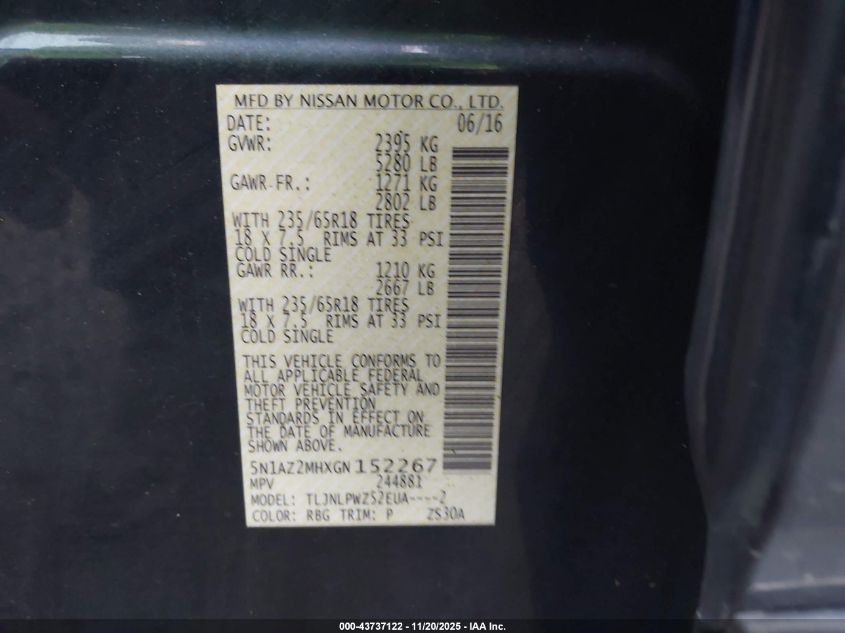 MFD BY NISSAN MOTOR CO., LTD.
DATE: 06/16
GVWR: 2395 KG
5280 LB
GAWR FR.: 1271 KG
2802 LB
WITH 235/65R18 TIRES
18 X 7.5 RIMS AT 33 PSI
COLD SINGLE
GAWR RR.: 1210 KG
2667 LB
WITH 235/65R18 TIRES
18 X 7.5 RIMS AT 33 PSI
COLD SINGLE
THIS VEHICLE CONFORMS TO
ALL APPLICABLE FEDERAL
MOTOR VEHICLE SAFETY AND
THEFT PREVENTION
STANDARDS IN EFFECT ON
THE DATE OF MANUFACTURE
SHOWN ABOVE.
5N1AZ2MHXGN152267
MPV 244881
MODEL: TLJNLPWZ52EUA----2
COLOR: RBG TRIM: P ZS30A
000-43737122 - 11/20/2025 - IAA Inc.